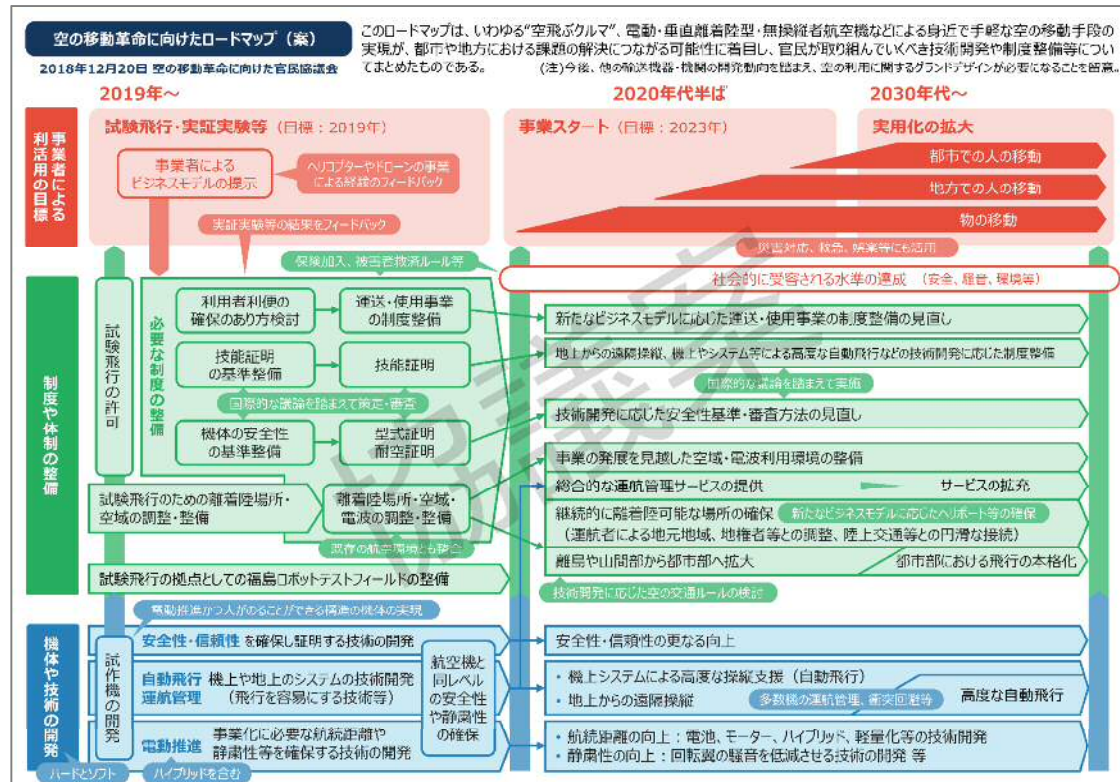 空の移動革命に向けたロードマップ（案）
2018年12月20日 空の移動革命に向けた官民協議会
このロードマップは、いわゆる“空飛ぶクルマ”、電動・垂直離着陸型・無操縦者航空機などによる身近で手軽な空の移動手段の
実現が、都市や地方における課題の解決につながる可能性に着目し、官民が取り組んでいくべき技術開発や制度整備等につい
てまとめたものである。
(注)今後、他の輸送機器・機関の開発動向を踏まえ、空の利用に関するグランドデザインが必要になることを留意。
2019年～
2020年代半ば
2030年代～
事業者による
利活用の目標
試験飛行・実証実験等（目標：2019年）
事業スタート（目標：2023年）
実用化の拡大
事業者による
ビジネスモデルの提示
ヘリコプターやドローンの事業
による経験のフィードバック
都市での人の移動
地方での人の移動
物の移動
実証実験等の結果をフィードバック
災害対応、救急、娯楽等にも活用
保険加入、被害者救済ルール等
社会的に受容される水準の達成 （安全、騒音、環境等）
制度や体制の整備
試験飛行の許可
必要な制度の整備
利用者利便の
確保のあり方検討
運送・使用事業
の制度整備
新たなビジネスモデルに応じた運送・使用事業の制度整備の見直し
技能証明
の基準整備
技能証明
地上からの遠隔操縦、機上やシステム等による高度な自動飛行などの技術開発に応じた制度整備
国際的な議論を踏まえて策定・審査
国際的な議論を踏まえて実施
機体の安全性
の基準整備
型式証明
耐空証明
技術開発に応じた安全性基準・審査方法の見直し
事業の発展を見越した空域・電波利用環境の整備
試験飛行のための離着陸場所・
空域の調整・整備
離着陸場所・空域・
電波の調整・整備
総合的な運航管理サービスの提供
サービスの拡充
継続的に離着陸可能な場所の確保
新たなビジネスモデルに応じたヘリポート等の確保
（運航者による地元地域、地権者等との調整、陸上交通等との円滑な接続）
既存の航空環境とも整合
離島や山間部から都市部へ拡大
都市部における飛行の本格化
試験飛行の拠点としての福島ロボットテストフィールドの整備
技術開発に応じた空の交通ルールの検討
協議案
機体や技術の開発
電動推進かつ人がのることができる構造の機体の実現
試作機の開発
安全性・信頼性 を確保し証明する技術の開発
安全性・信頼性の更なる向上
自動飛行
運航管理
機上や地上のシステムの技術開発
（飛行を容易にする技術等）
航空機と
同レベル
の安全性
や静粛性
の確保
・機上システムによる高度な操縦支援（自動飛行）
・地上からの遠隔操縦
多数機の運航管理、衝突回避等
高度な自動飛行
電動推進
事業化に必要な航続距離や
静粛性等を確保する技術の開発
・航続距離の向上：電池、モーター、ハイブリッド、軽量化等の技術開発
・静粛性の向上：回転翼の騒音を低減させる技術の開発 等
ハードとソフト
ハイブリッドを含む